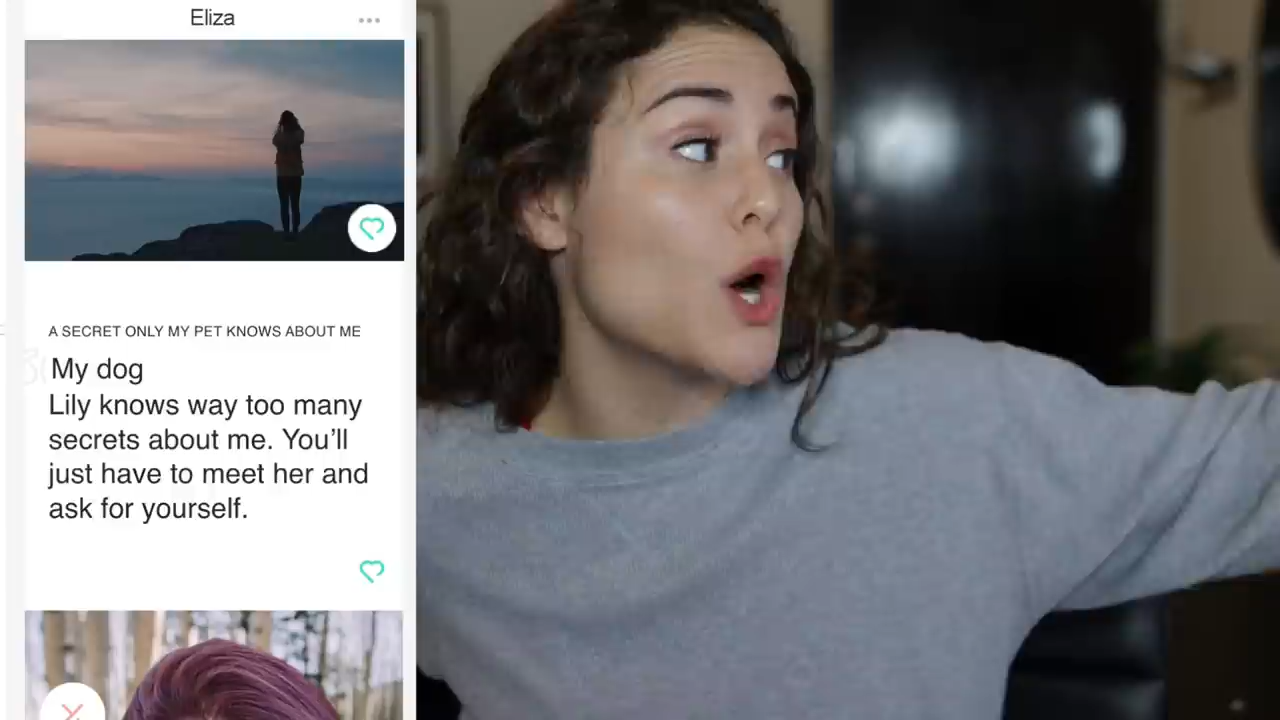 Eliza
A SECRET ONLY MY PET KNOWS ABOUT ME
My dog
Lily knows way too many
secrets about me. You’ll
just have to meet her and
ask for yourself.